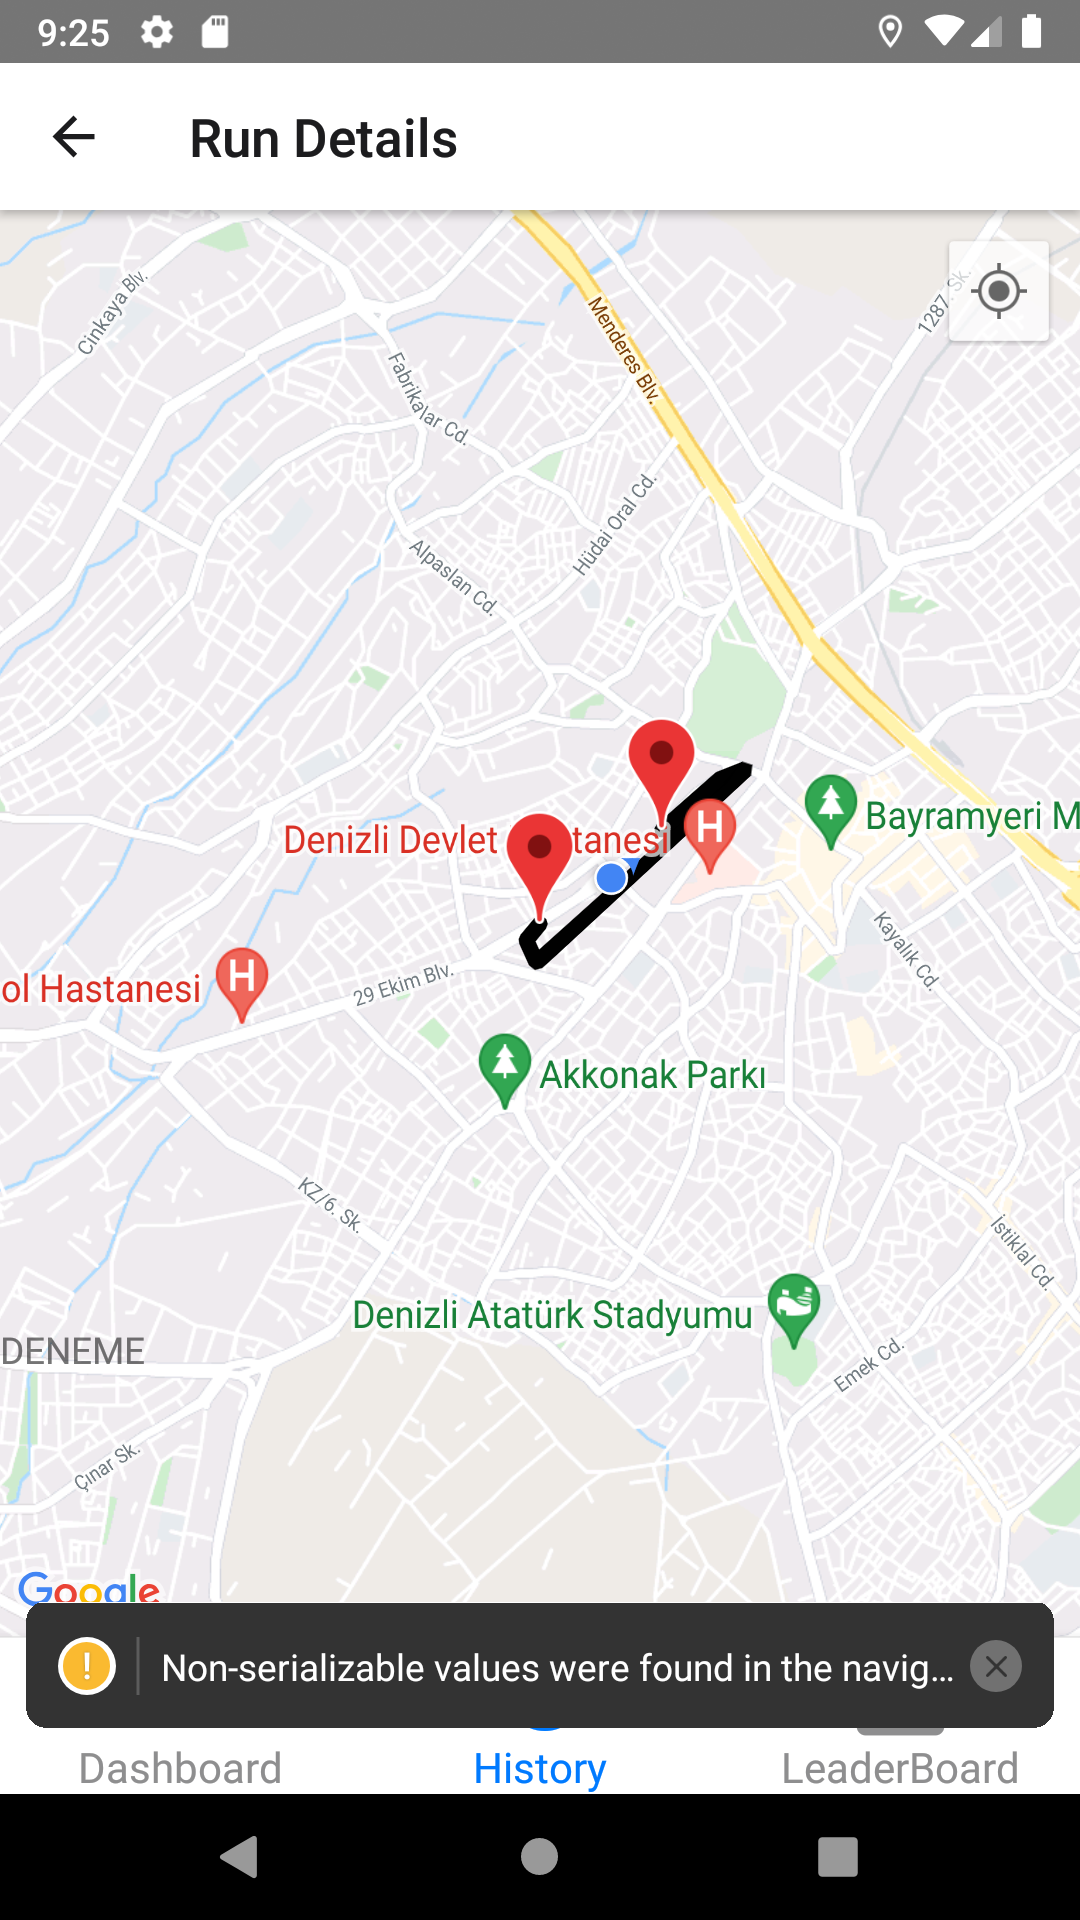 9:25
Run Details
Cinkaya Blv.
Menderes Blv.
1287. Sk.
Fabrikalar Cd.
Hüdai Oral Cd.
Alpaslan Cd.
Bayramyeri M
Denizli Devlet
tanesi
H
Kayalık Cd.
ol Hastanesi
H
29 Ekim Blv.
Akkonak Parkı
KZ/6. Sk.
İstiklal Cd.
Denizli Atatürk Stadyumu
DENEME
Emek Cd.
Çınar Sk.
Google
! Non-serializable values were found in the navig...
Dashboard
History
LeaderBoard